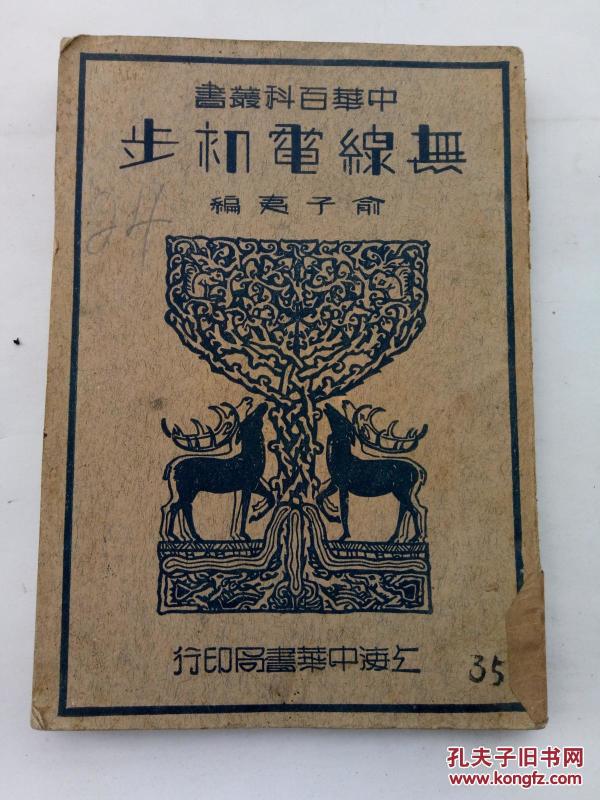 中華百科叢書
無線電初步
俞子夷編
24
上海中華書局印行
35
孔夫子旧书网
www.kongfz.com